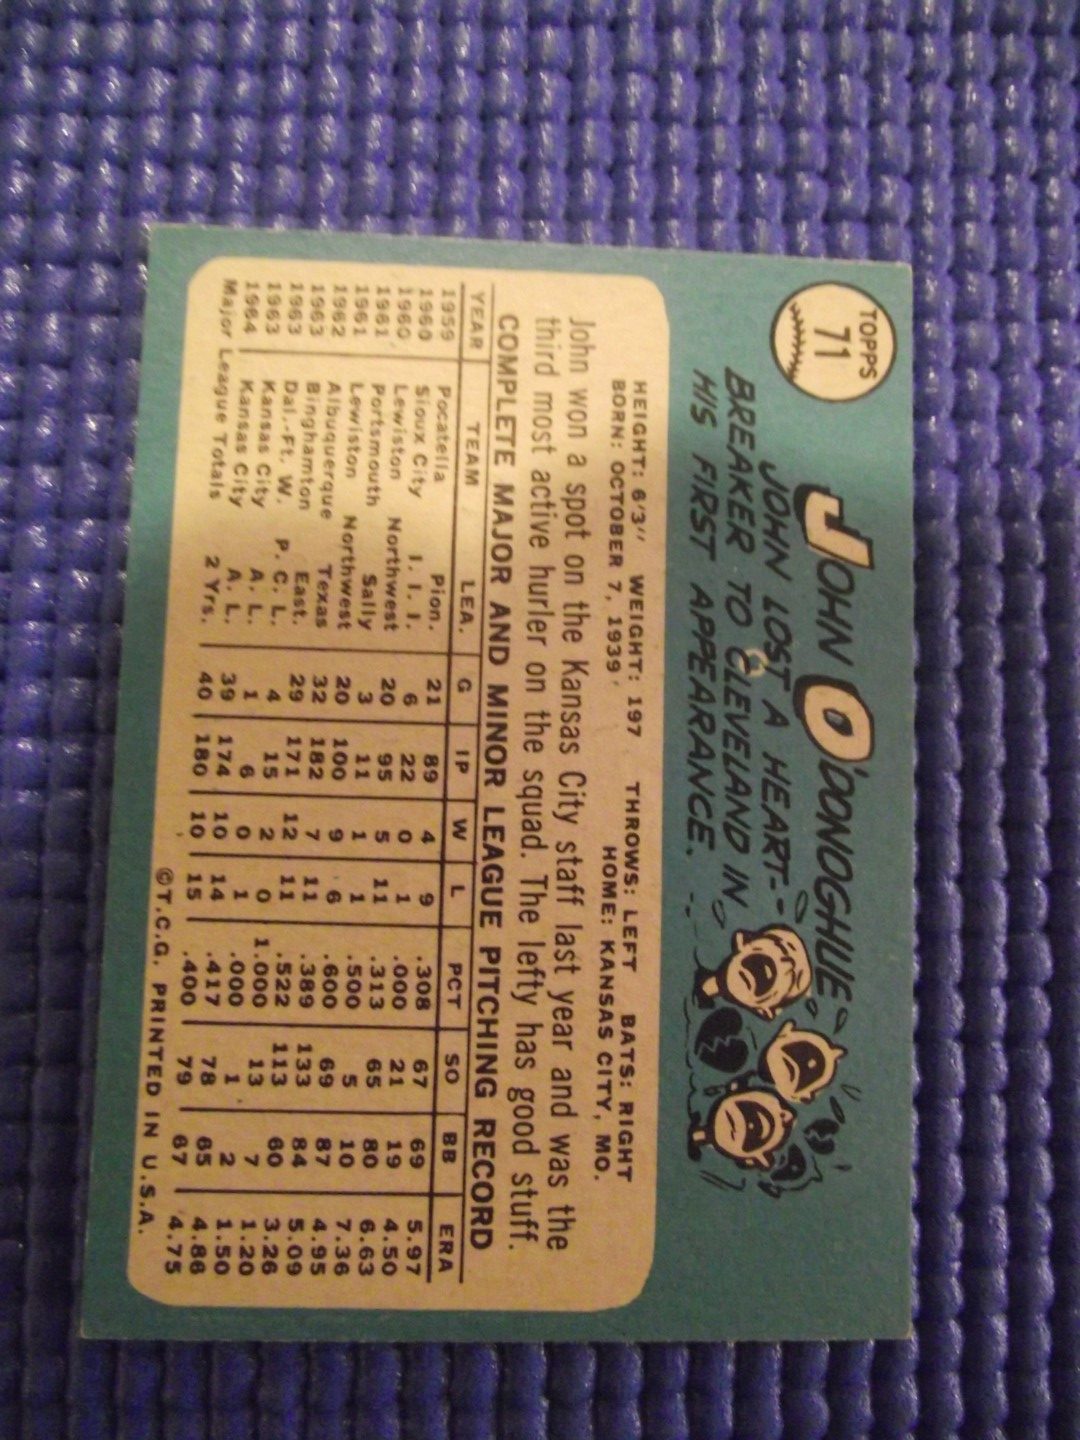 TOPPS
71
JOHN O'DONOGHUE
JOHN LOST A HEART-
BREAKER TO CLEVELAND IN
HIS FIRST APPEARANCE.
HEIGHT: 6'3" WEIGHT: 197 THROWS: LEFT BATS: RIGHT
BORN: OCTOBER 7, 1939 HOME: KANSAS CITY, MO.
John won a spot on the Kansas City staff last year and was the
third most active hurler on the squad. The lefty has good stuff.
COMPLETE MAJOR AND MINOR LEAGUE PITCHING RECORD
YEAR TEAM LEA. G IP W L PCT SO BB ERA
1959 Pocatella Pion. 21 89 4 9 .308 67 69 5.97
1960 Sioux City I. I. I. 6 22 0 1 .000 21 19 4.50
1960 Lewiston Northwest 20 95 5 11 .313 65 80 6.63
1961 Portsmouth Sally 3 11 1 1 .500 5 10 7.36
1961 Lewiston Northwest 20 100 9 6 .600 69 87 4.95
1962 Albuquerque Texas 32 182 7 11 .389 133 84 5.09
1963 Binghamton East. 29 171 12 11 .522 113 60 3.26
1963 Dal.-Ft. W. P. C. L. 4 15 2 0 1.000 13 7 1.20
1963 Kansas City A. L. 1 6 0 1 .000 1 2 1.50
1964 Kansas City A. L. 39 174 10 14 .417 78 65 4.86
Major League Totals 2 Yrs. 40 180 10 15 .400 79 67 4.75
©T.C.G. PRINTED IN U.S.A.